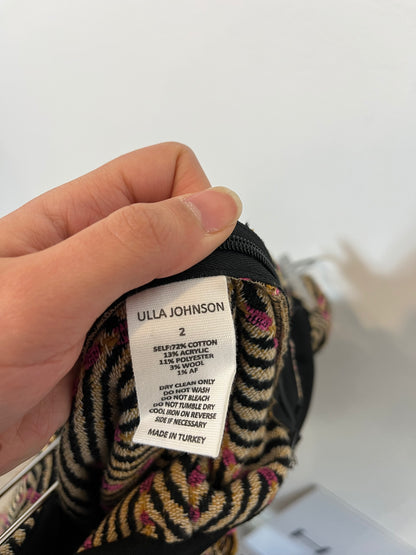 ULLA JOHNSON
2
SELF:72% COTTON
13% ACRYLIC
11% POLYESTER
3% WOOL
1% AF
DRY CLEAN ONLY
DO NOT WASH
DO NOT BLEACH
DO NOT TUMBLE DRY
COOL IRON ON REVERSE
SIDE IF NECESSARY
MADE IN TURKEY